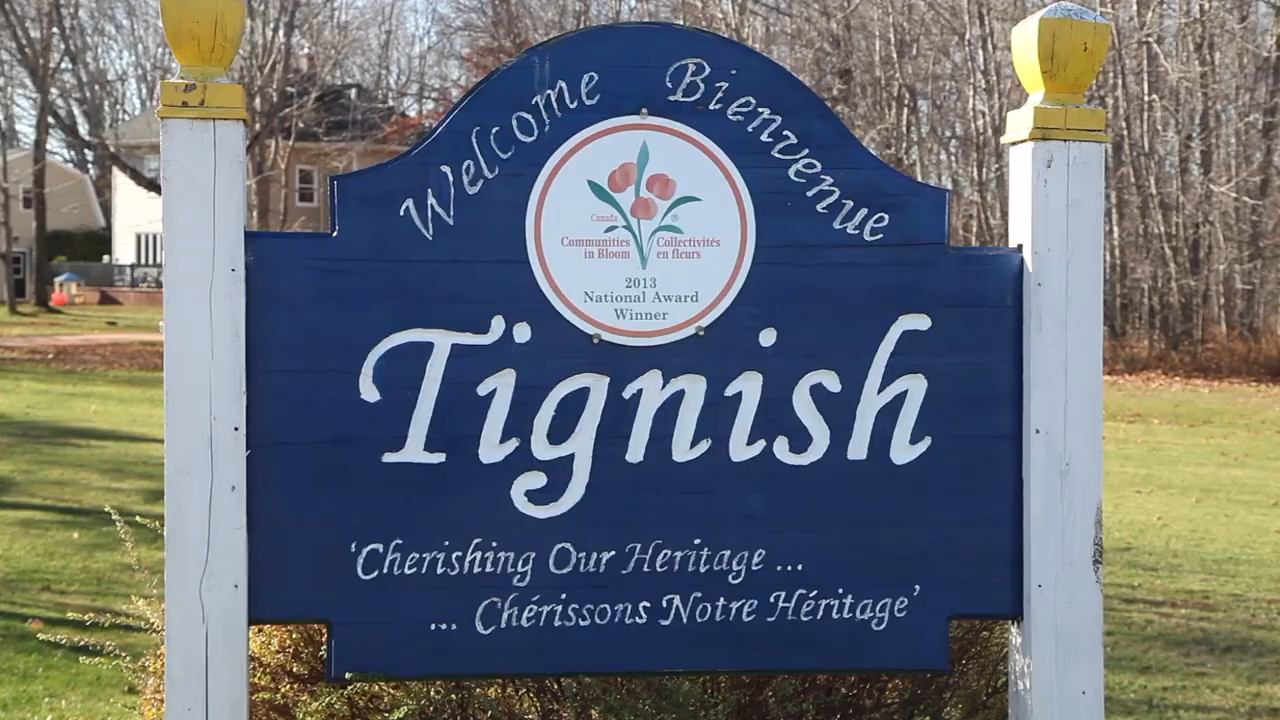 Welcome Bienvenue
Canada ®
Communities Collectivités
in Bloom en fleurs
2013
National Award
Winner
Tignish
‘Cherishing Our Heritage ...
... Chérissons Notre Héritage’